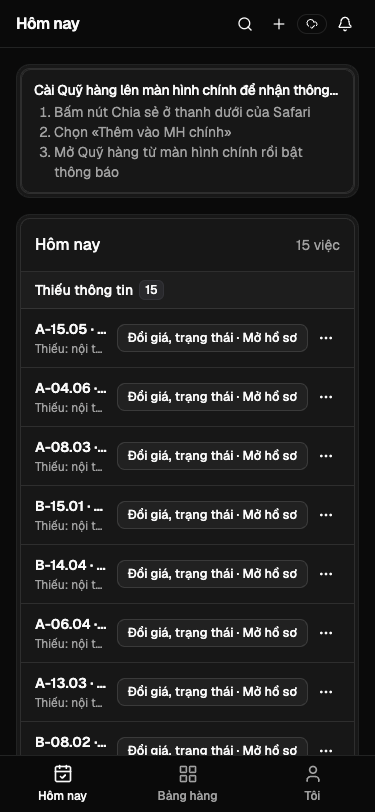 Hôm nay
Cài Quỹ hàng lên màn hình chính để nhận thông...
1. Bấm nút Chia sẻ ở thanh dưới của Safari
2. Chọn «Thêm vào MH chính»
3. Mở Quỹ hàng từ màn hình chính rồi bật
thông báo
Hôm nay 15 việc
Thiếu thông tin 15
A-15.05 ·...
Đổi giá, trạng thái · Mở hồ sơ
Thiếu: nội t...
A-04.06 ·...
Đổi giá, trạng thái · Mở hồ sơ
Thiếu: nội t...
A-08.03 ·...
Đổi giá, trạng thái · Mở hồ sơ
Thiếu: nội t...
B-15.01 · ...
Đổi giá, trạng thái · Mở hồ sơ
Thiếu: nội t...
B-14.04 · ...
Đổi giá, trạng thái · Mở hồ sơ
Thiếu: nội t...
A-06.04 ·...
Đổi giá, trạng thái · Mở hồ sơ
Thiếu: nội t...
A-13.03 · ...
Đổi giá, trạng thái · Mở hồ sơ
Thiếu: nội t...
B-08.02 ·...
Đổi giá, trạng thái · Mở hồ sơ
Hôm nay Bảng hàng Tôi